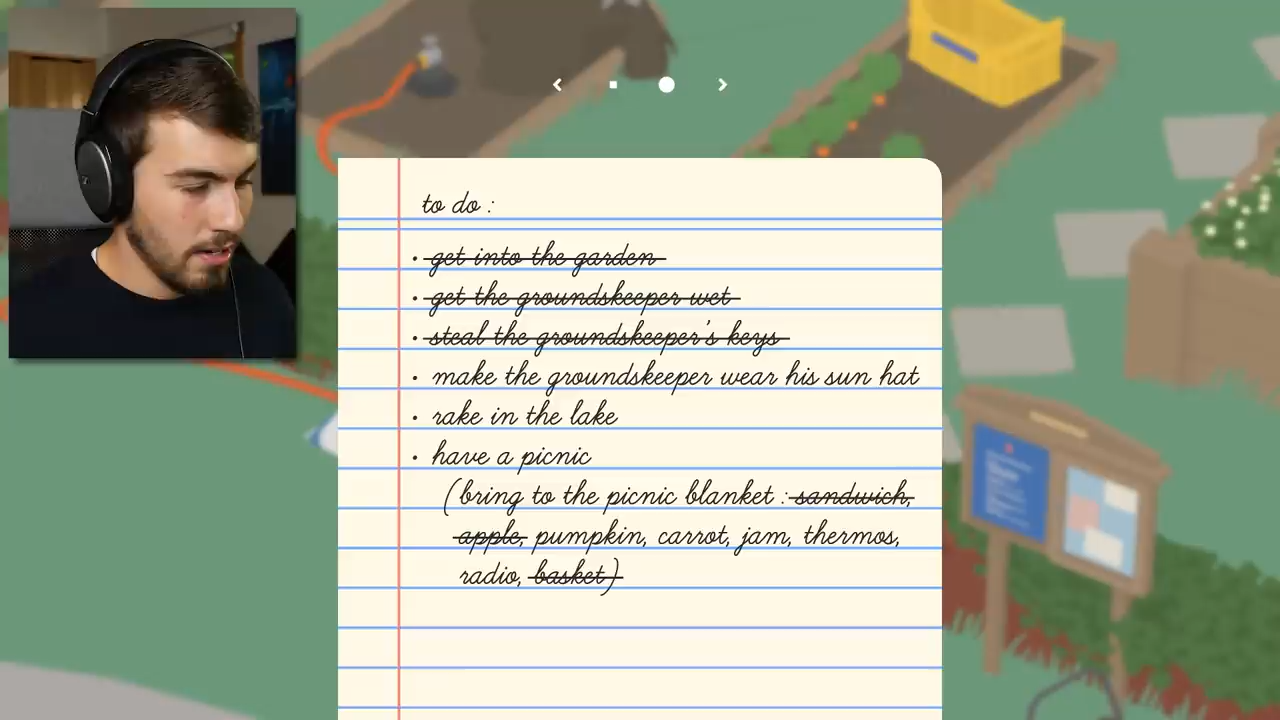 to do :
• get into the garden
• get the groundskeeper wet
• steal the groundskeeper's keys
• make the groundskeeper wear his sun hat
• rake in the lake
• have a picnic
(bring to the picnic blanket : sandwich,
apple, pumpkin, carrot, jam, thermos,
radio, basket)